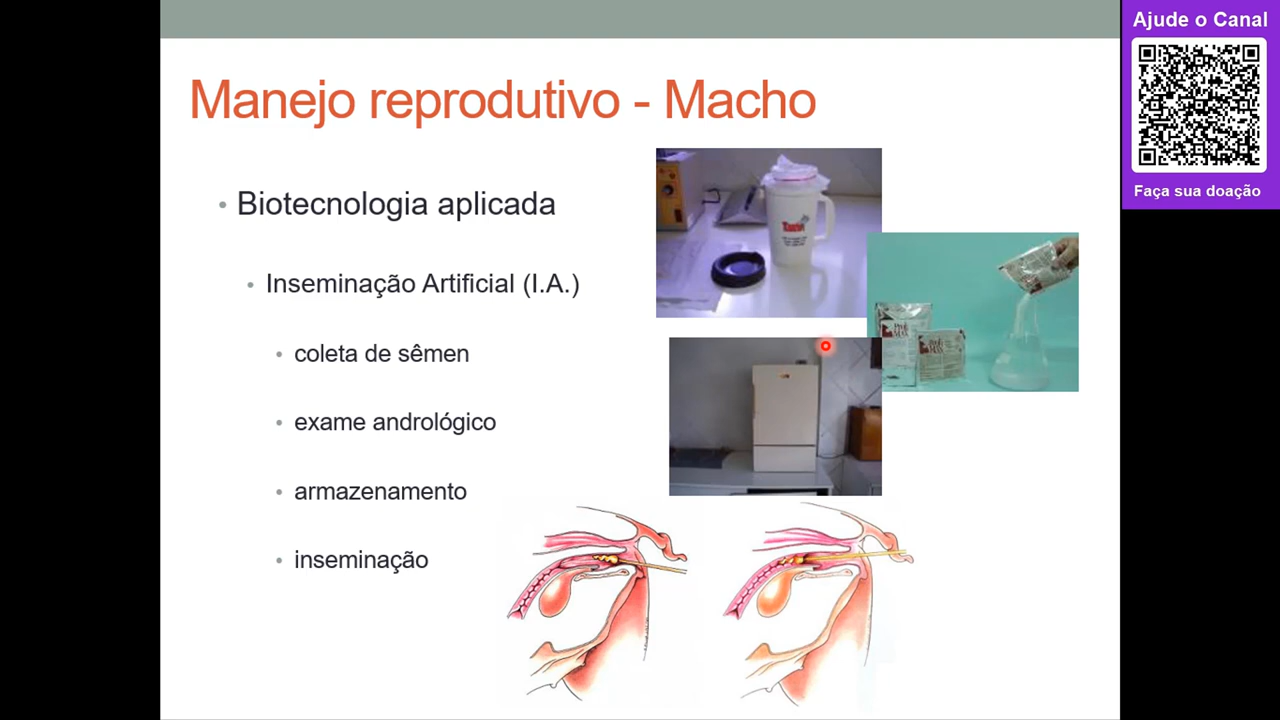 Manejo reprodutivo - Macho
• Biotecnologia aplicada
• Inseminação Artificial (I.A.)
• coleta de sêmen
• exame andrológico
• armazenamento
• inseminação
Ajude o Canal
Faça sua doação